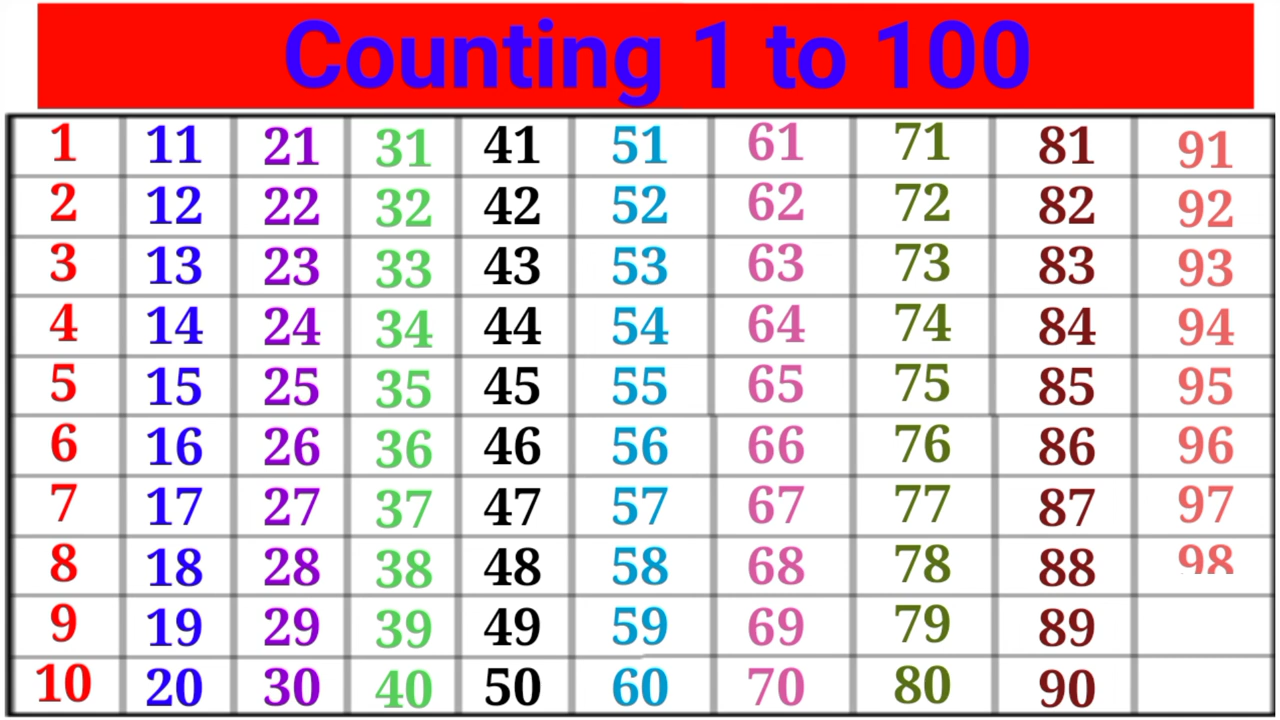 Counting 1 to 100
1 11 21 31 41 51 61 71 81 91
2 12 22 32 42 52 62 72 82 92
3 13 23 33 43 53 63 73 83 93
4 14 24 34 44 54 64 74 84 94
5 15 25 35 45 55 65 75 85 95
6 16 26 36 46 56 66 76 86 96
7 17 27 37 47 57 67 77 87 97
8 18 28 38 48 58 68 78 88 98
9 19 29 39 49 59 69 79 89
10 20 30 40 50 60 70 80 90